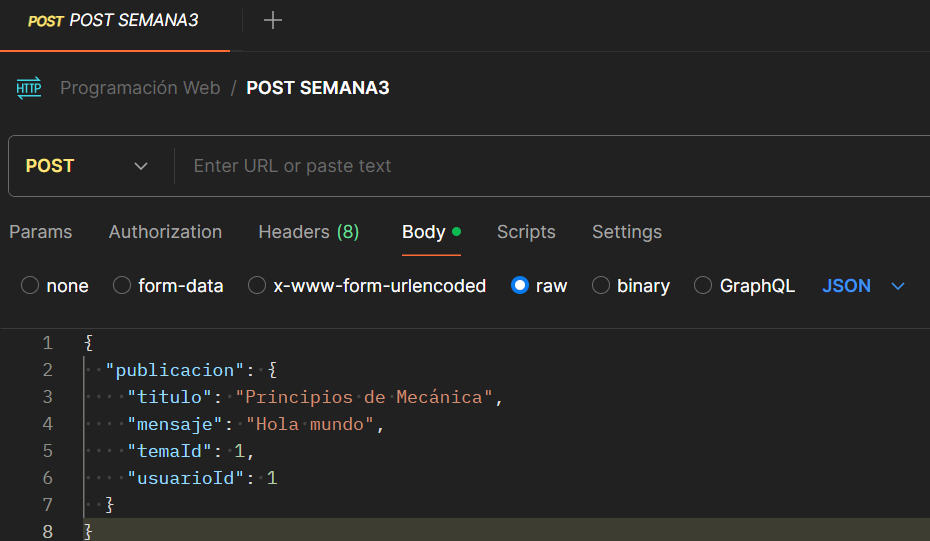 POST POST SEMANA3
HTTP Programación Web / POST SEMANA3
POST Enter URL or paste text
Params Authorization Headers (8) Body Scripts Settings
none form-data x-www-form-urlencoded raw binary GraphQL JSON
1 {
2 "publicacion": {
3 "titulo": "Principios de Mecánica",
4 "mensaje": "Hola mundo",
5 "temaId": 1,
6 "usuarioId": 1
7 }
8 }